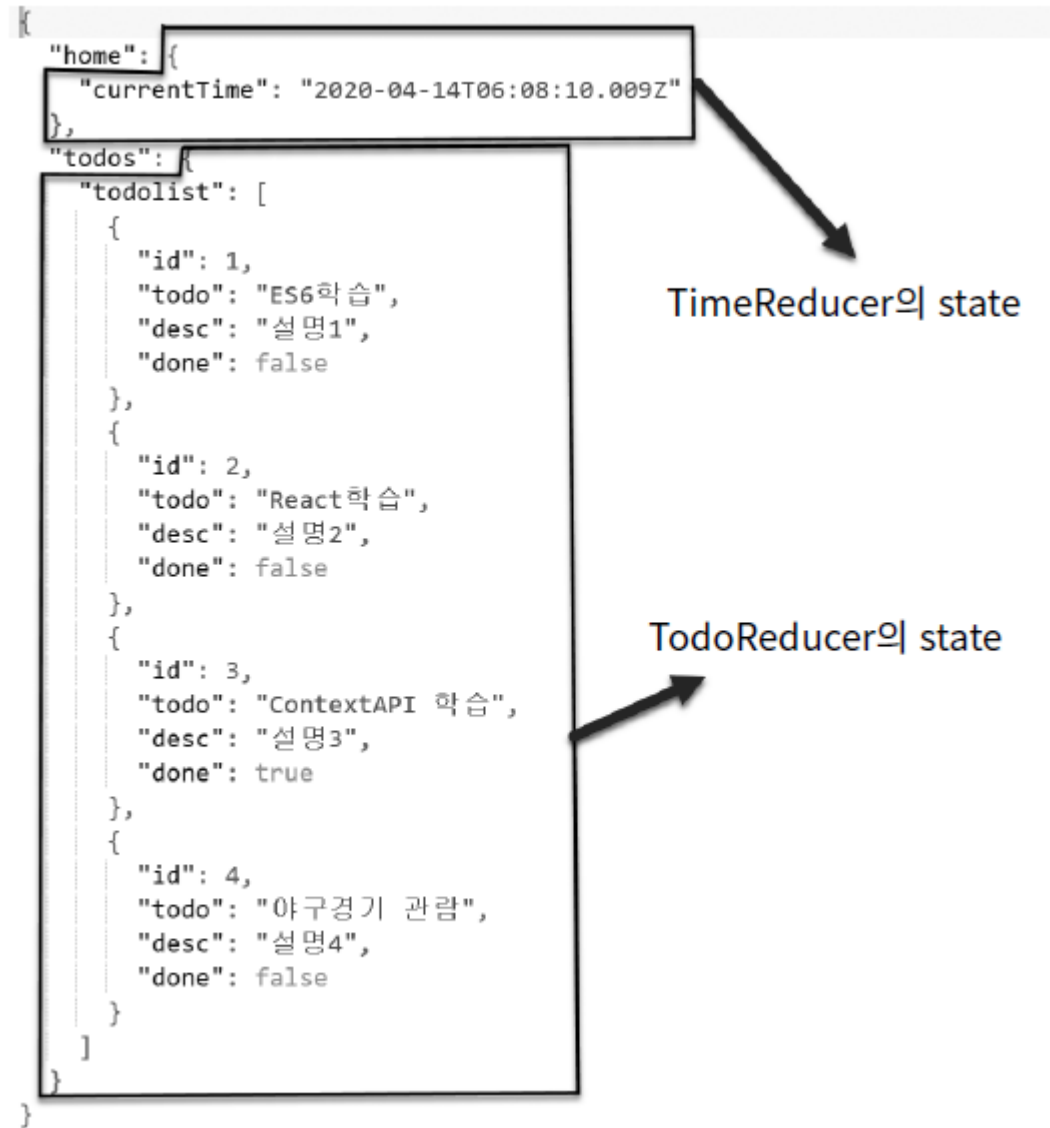 {
"home": {
"currentTime": "2020-04-14T06:08:10.009Z"
},
"todos": {
"todolist": [
{
"id": 1,
"todo": "ES6학습",
"desc": "설명1",
"done": false
},
{
"id": 2,
"todo": "React학습",
"desc": "설명2",
"done": false
},
{
"id": 3,
"todo": "ContextAPI 학습",
"desc": "설명3",
"done": true
},
{
"id": 4,
"todo": "야구경기 관람",
"desc": "설명4",
"done": false
}
]
}
}
TimeReducer의 state
TodoReducer의 state